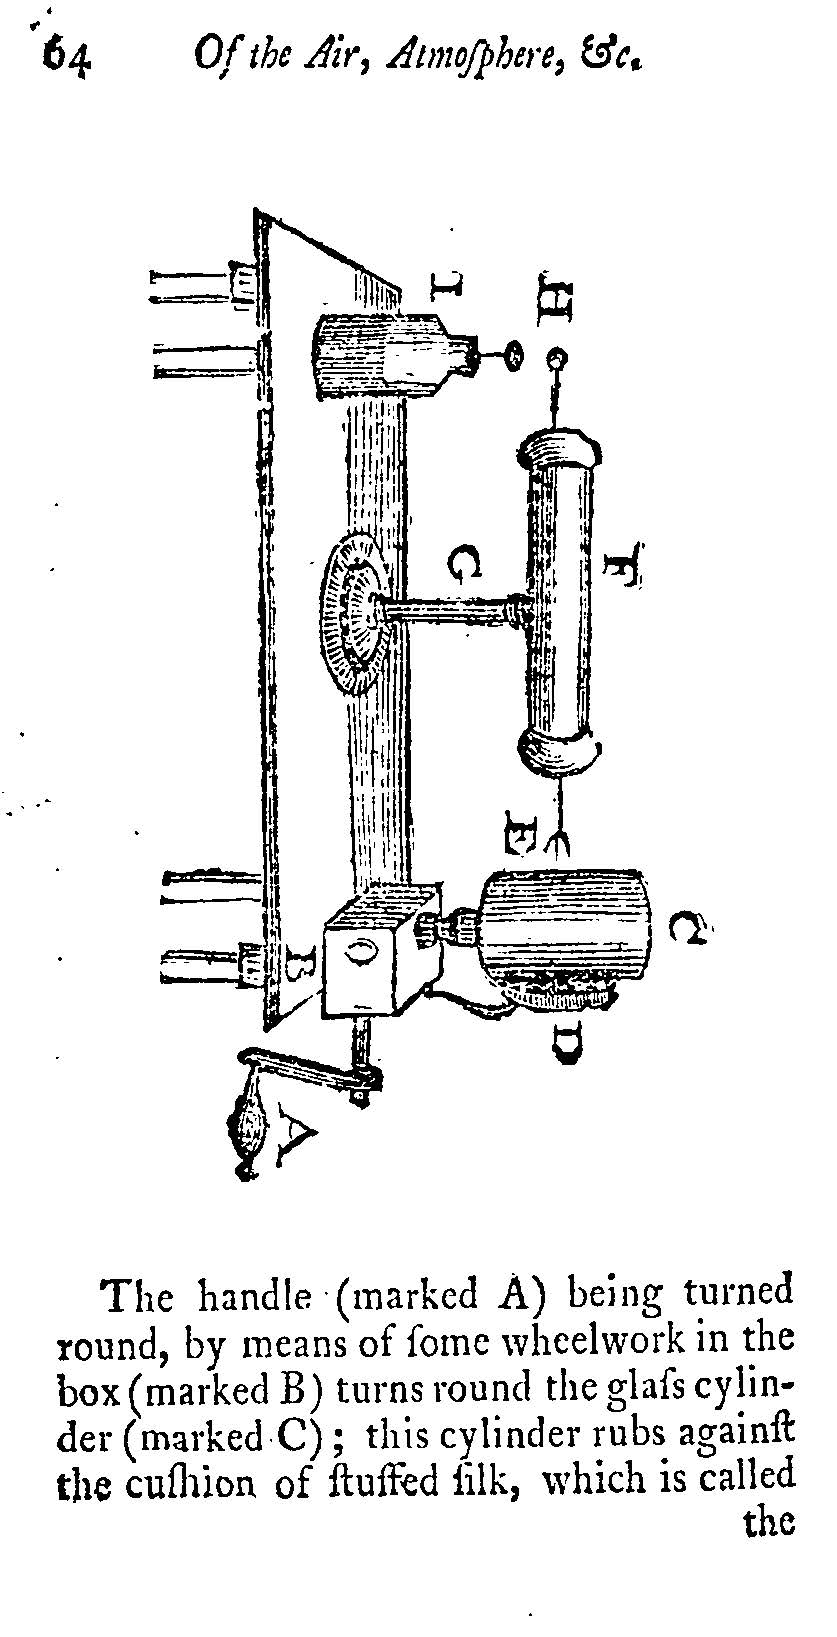 64 Of the Air, Atmoſphere, &c.
I
H
G
F
E
C
B
D
A
The handle (marked A) being turned
round, by means of ſome wheelwork in the
box (marked B) turns round the glaſs cylin-
der (marked C); this cylinder rubs againſt
the cuſhion of ſtuffed ſilk, which is called
the